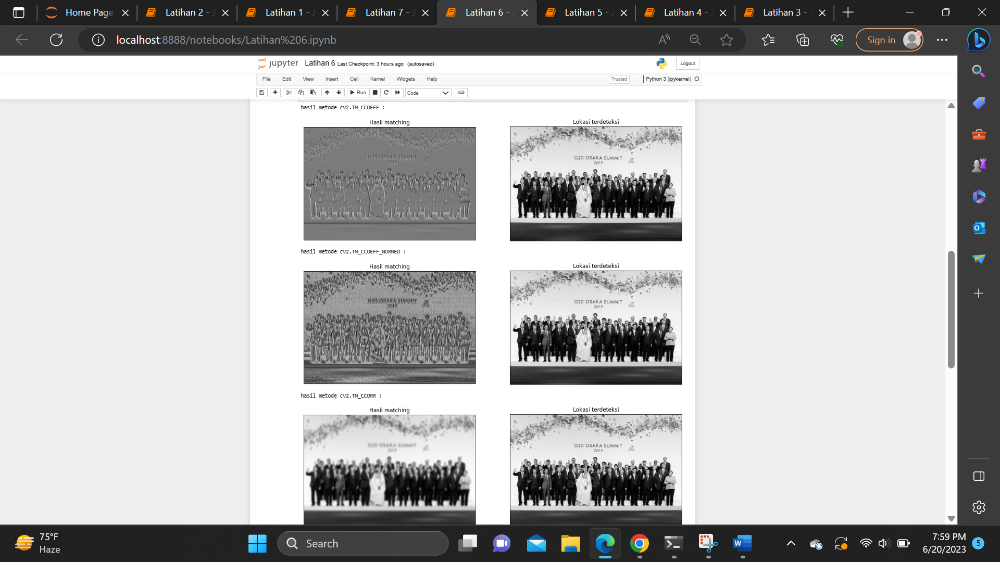 Home Page
Latihan 2 - J
Latihan 1 - J
Latihan 7 - J
Latihan 6 - J
Latihan 5 - J
Latihan 4 - J
Latihan 3 - J
localhost:8888/notebooks/Latihan%206.ipynb
Sign in
jupyter Latihan 6 Last Checkpoint: 3 hours ago (autosaved)
Logout
File Edit View Insert Cell Kernel Widgets Help
Trusted
Python 3 (ipykernel)
Run
Code
hasil metode cv2.TM_CCOEFF :
Hasil matching
Lokasi terdeteksi
G20 OSAKA SUMMIT
2019
G20 OSAKA SUMMIT
2019
hasil metode cv2.TM_CCOEFF_NORMED :
Hasil matching
Lokasi terdeteksi
G20 OSAKA SUMMIT
2019
G20 OSAKA SUMMIT
2019
hasil metode cv2.TM_CCORR :
Hasil matching
Lokasi terdeteksi
G20 OSAKA SUMMIT
2019
G20 OSAKA SUMMIT
2019
75°F
Haze
Search
7:59 PM
6/20/2023
5